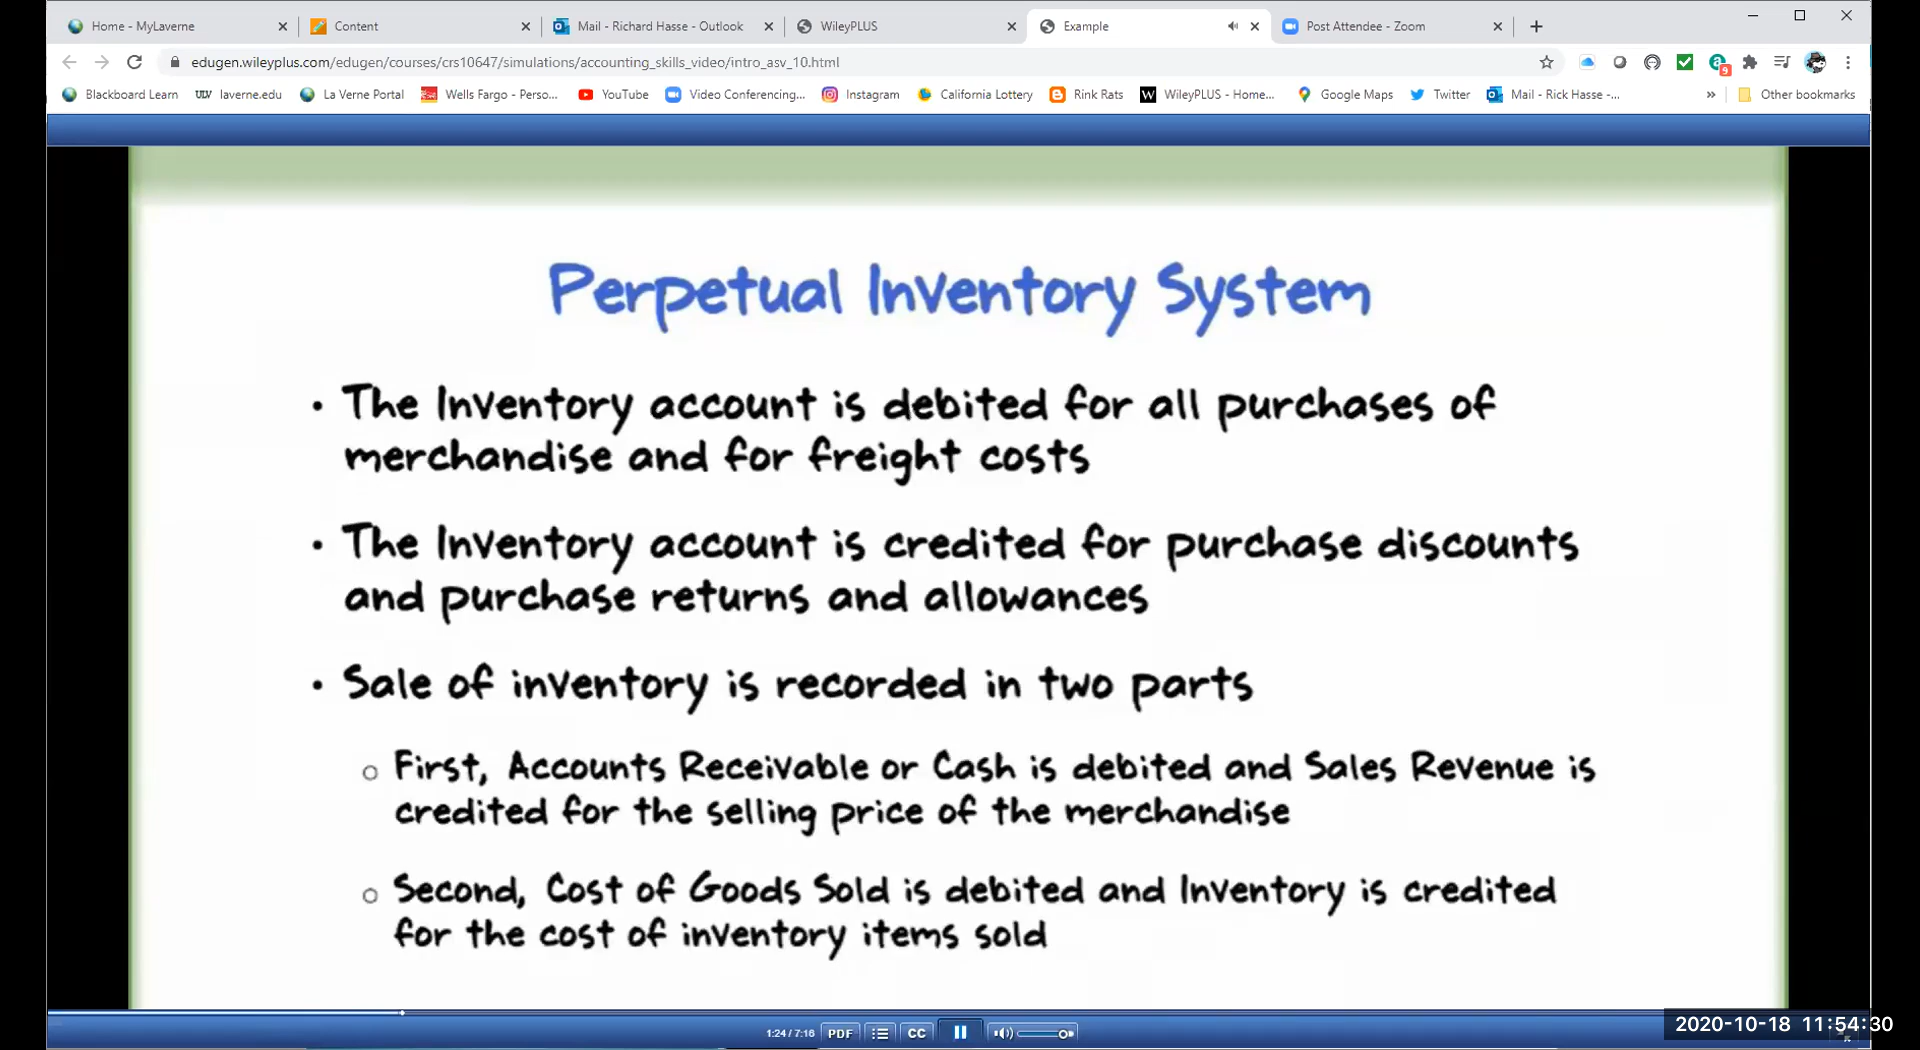 Home - MyLaverne
Content
Mail - Richard Hasse - Outlook
WileyPLUS
Example
Post Attendee - Zoom
edugen.wileyplus.com/edugen/courses/crs10647/simulations/accounting_skills_video/intro_asv_10.html
9
Blackboard Learn
ULV laverne.edu
La Verne Portal
Wells Fargo - Perso...
YouTube
Video Conferencing...
Instagram
California Lottery
Rink Rats
W WileyPLUS - Home...
Google Maps
Twitter
Mail - Rick Hasse -...
»
Other bookmarks
Perpetual Inventory System
• The Inventory account is debited for all purchases of
merchandise and for freight costs
• The Inventory account is credited for purchase discounts
and purchase returns and allowances
• Sale of inventory is recorded in two parts
o First, Accounts Receivable or Cash is debited and Sales Revenue is
credited for the selling price of the merchandise
o Second, Cost of Goods Sold is debited and Inventory is credited
for the cost of inventory items sold
1:24 / 7:16
PDF
CC
2020-10-18 11:54:30